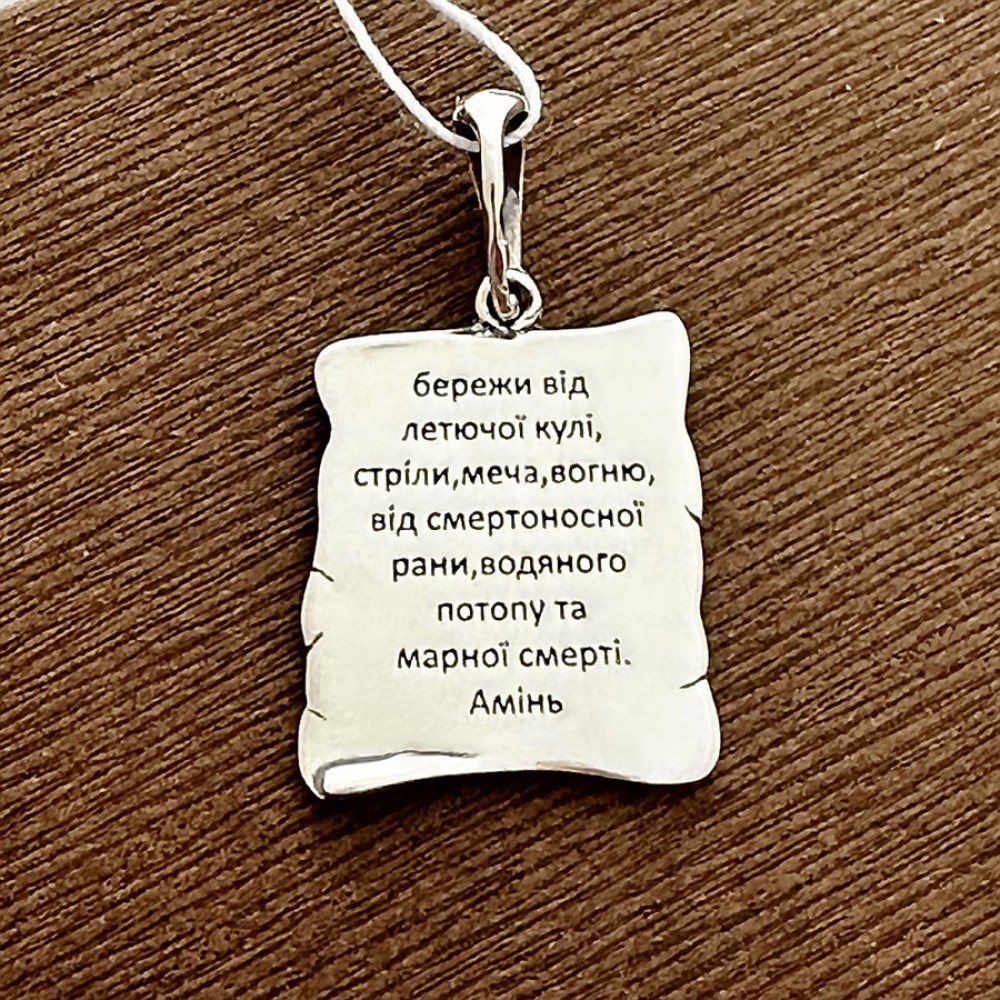 бережи від
летючої кулі,
стріли,меча,вогню,
від смертоносної
рани,водяного
потопу та
марної смерті.
Амінь